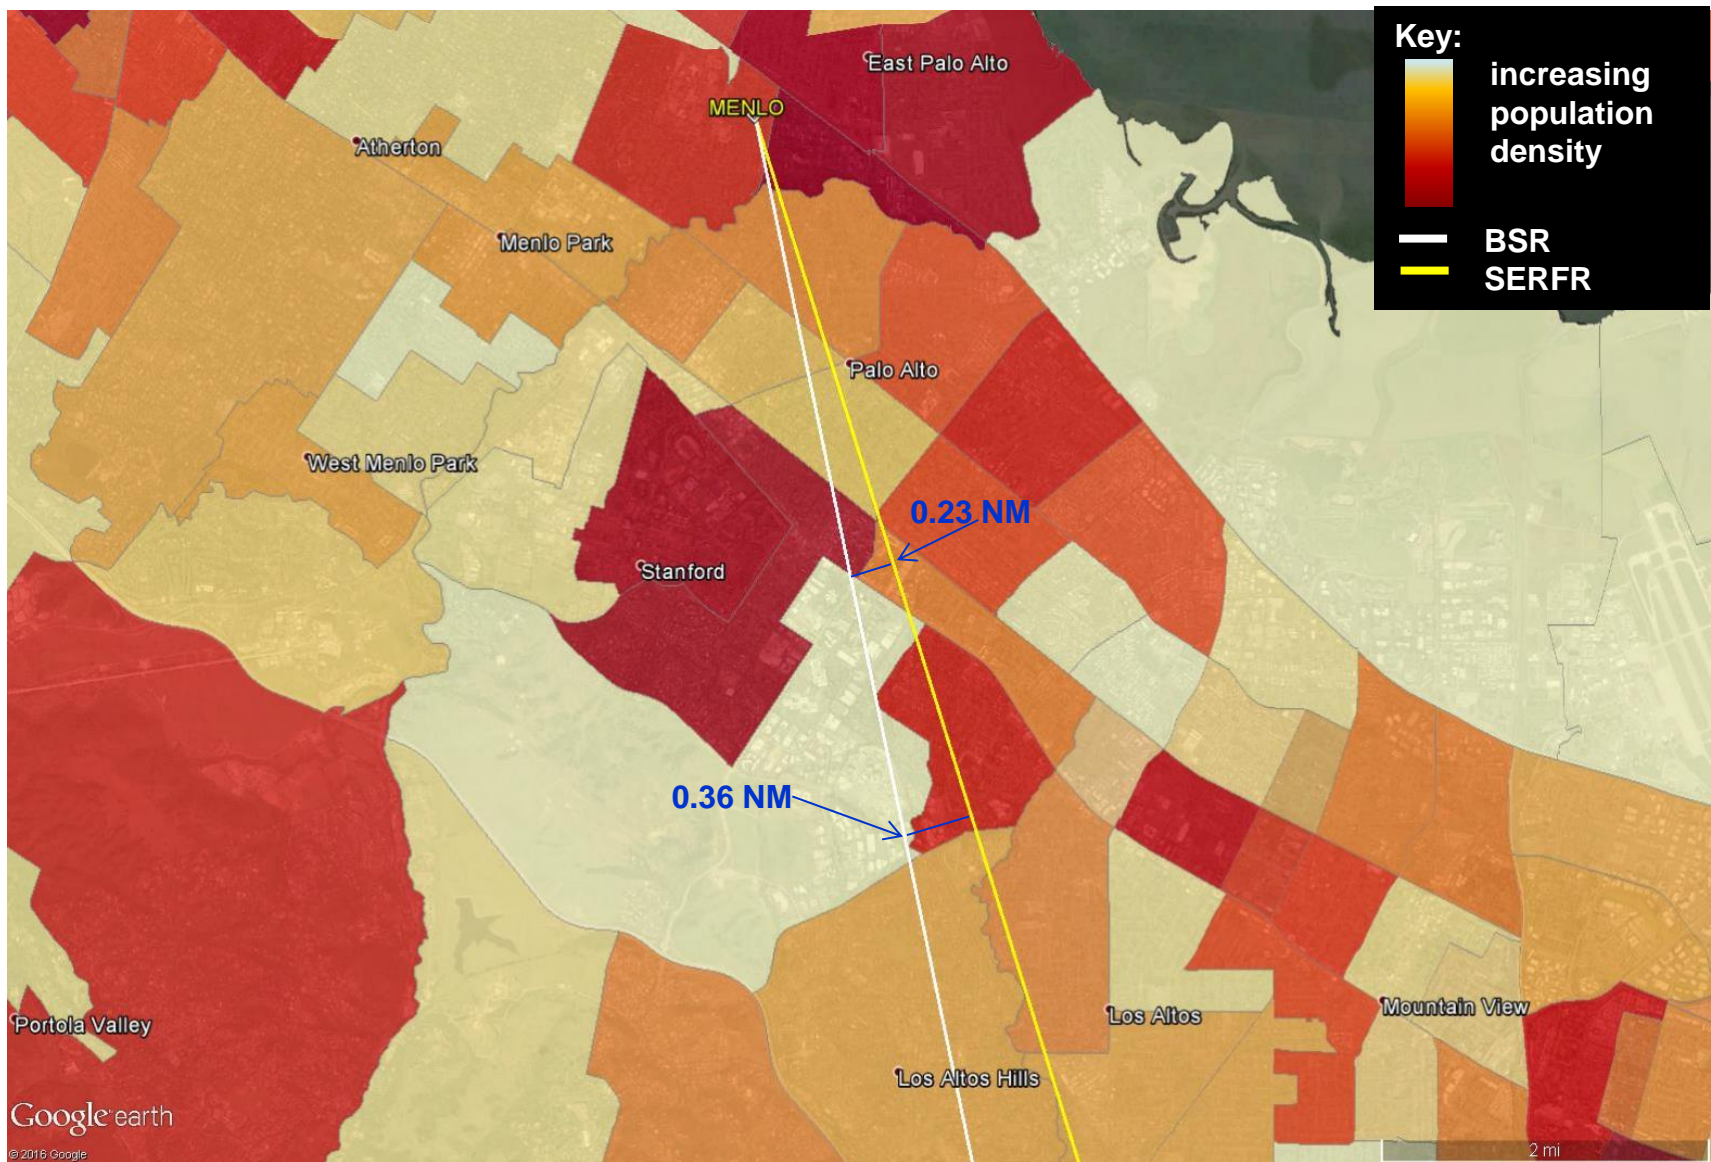 Key:
increasing
population
density
BSR
SERFR
East Palo Alto
MENLO
Atherton
Menlo Park
Palo Alto
West Menlo Park
0.23 NM
Stanford
0.36 NM
Los Altos
Mountain View
Portola Valley
Los Altos Hills
Google earth
© 2016 Google
2 mi